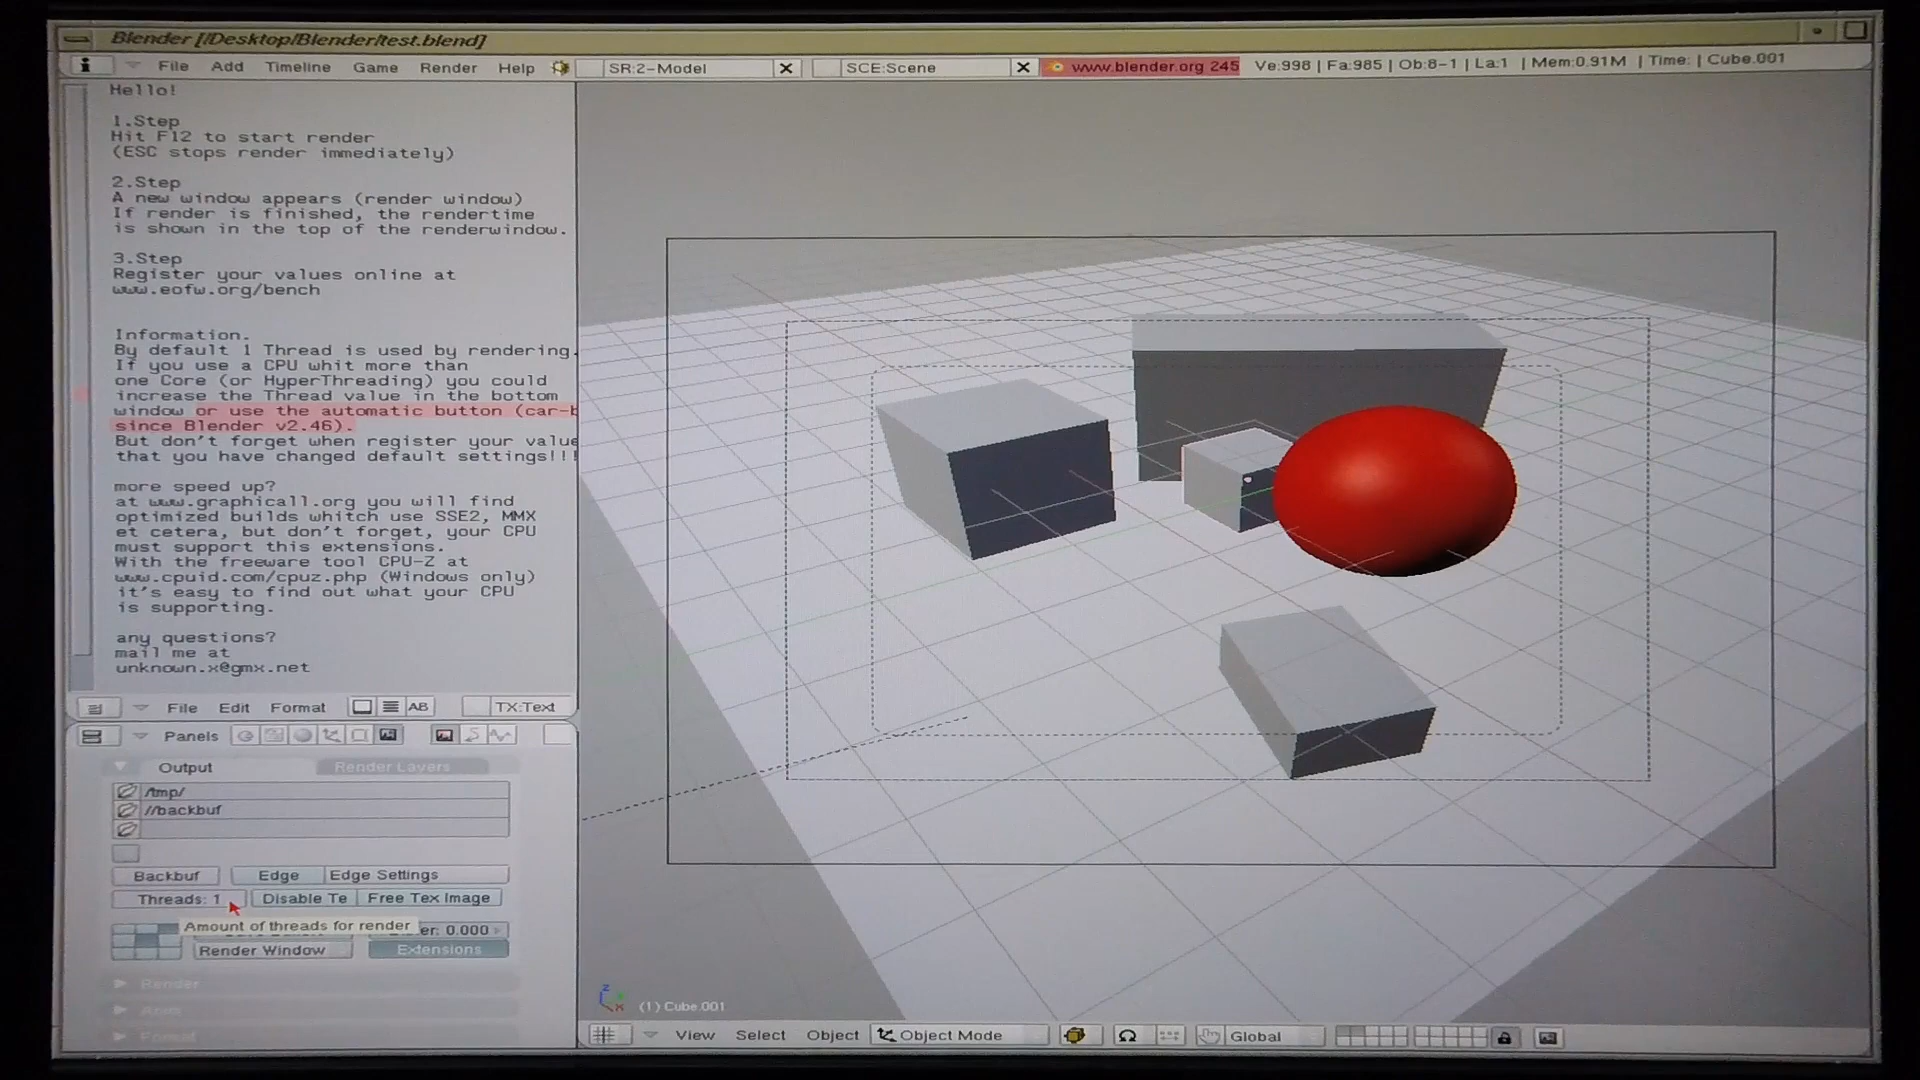 Blender [/Desktop/Blender/test.blend]
File Add Timeline Game Render Help SR:2-Model SCE:Scene www.blender.org 245 Ve:998 | Fa:985 | Ob:8-1 | La:1 | Mem:0.91M | Time: | Cube.001
Hello!
1.Step
Hit F12 to start render
(ESC stops render immediately)
2.Step
A new window appears (render window)
If render is finished, the rendertime
is shown in the top of the renderwindow.
3.Step
Register your values online at
www.eofw.org/bench
Information.
By default 1 Thread is used by rendering.
If you use a CPU whit more than
one Core (or HyperThreading) you could
increase the Thread value in the bottom
window or use the automatic button (car-b
since Blender v2.46).
But don't forget when register your value
that you have changed default settings!!!
more speed up?
at www.graphicall.org you will find
optimized builds whitch use SSE2, MMX
et cetera, but don't forget, your CPU
must support this extensions.
With the freeware tool CPU-Z at
www.cpuid.com/cpuz.php (Windows only)
it's easy to find out what your CPU
is supporting.
any questions?
mail me at
unknown.x@gmx.net
File Edit Format AB TX:Text
Panels
Output Render Layers
/tmp/
//backbuf
Backbuf Edge Edge Settings
Threads: 1 Disable Te Free Tex Image
Amount of threads for render er: 0.000
Render Window Extensions
Render
Anim
Format
z
x
(1) Cube.001
View Select Object Object Mode Global